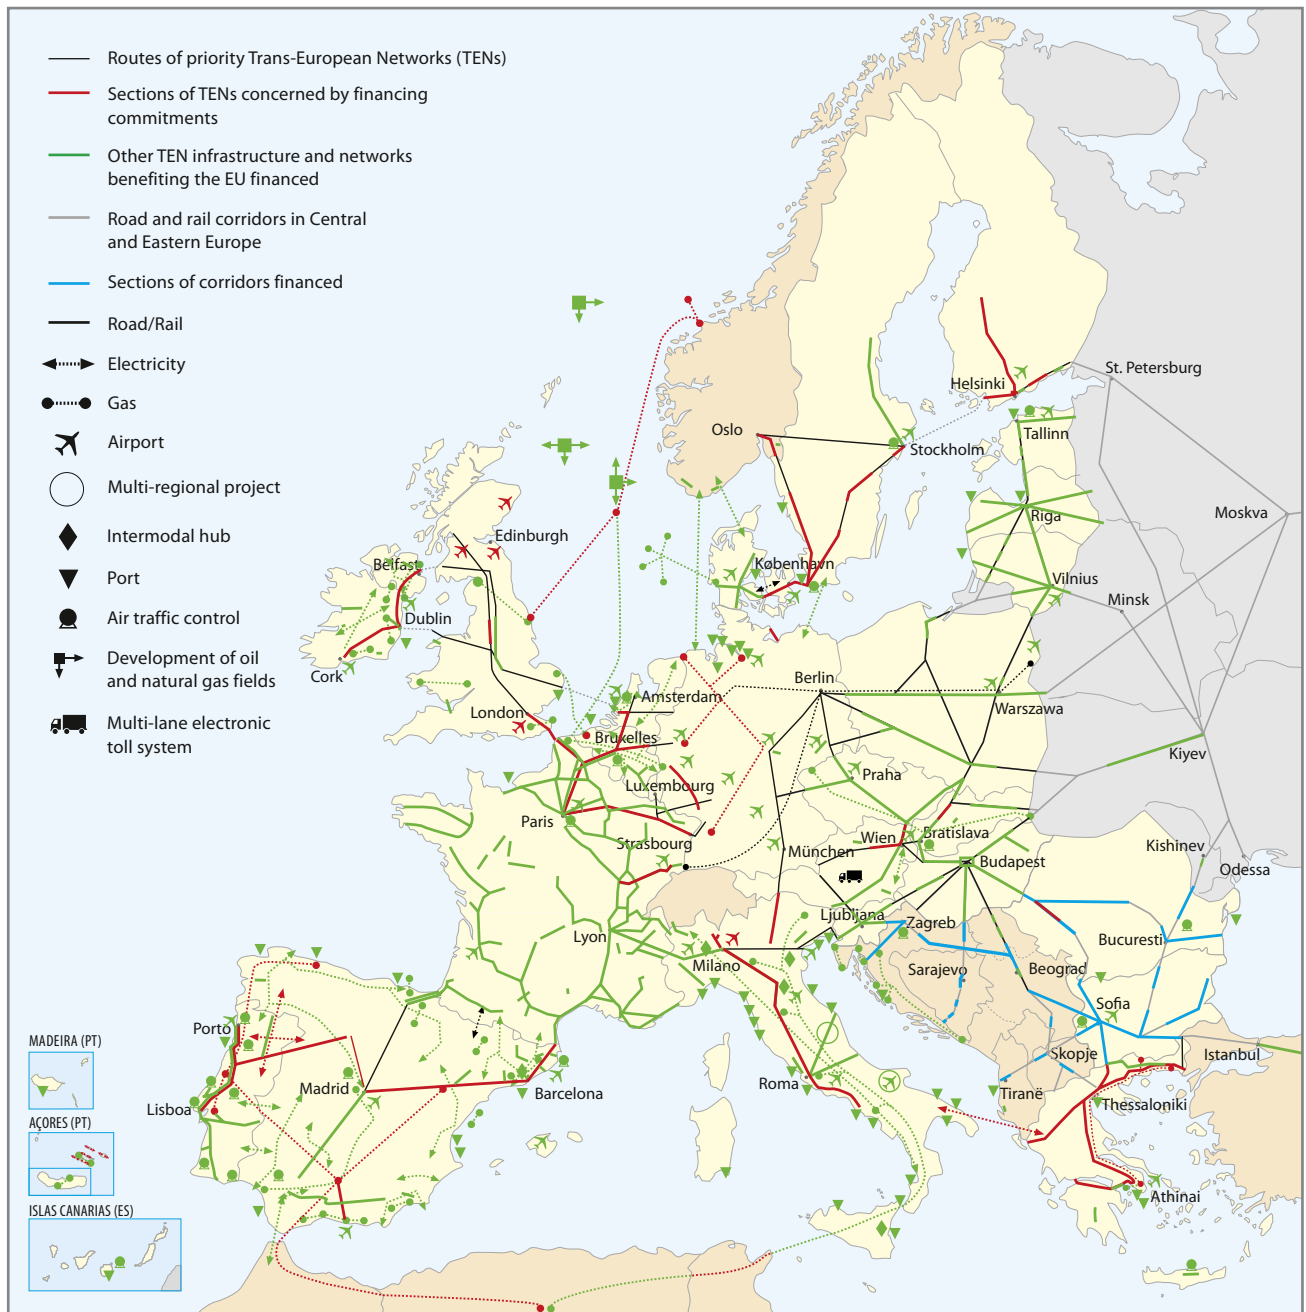 Routes of priority Trans-European Networks (TENs)
Sections of TENs concerned by financing
commitments
Other TEN infrastructure and networks
benefiting the EU financed
Road and rail corridors in Central
and Eastern Europe
Sections of corridors financed
Road/Rail
Electricity
Gas
Airport
Multi-regional project
Intermodal hub
Port
Air traffic control
Development of oil
and natural gas fields
Multi-lane electronic
toll system
St. Petersburg
Helsinki
Oslo
Tallinn
Stockholm
Moskva
Riga
Edinburgh
Belfast
København
Vilnius
Minsk
Dublin
Cork
Berlin
Amsterdam
Warszawa
London
Bruxelles
Kiyev
Praha
Luxembourg
Paris
Wien
Bratislava
Strasbourg
München
Kishinev
Budapest
Odessa
Ljubljana
Zagreb
Lyon
Bucuresti
Milano
Sarajevo
Beograd
Sofia
Porto
MADEIRA (PT)
Skopje
Istanbul
Madrid
Roma
Barcelona
Tiranë
Lisboa
Thessaloniki
AÇORES (PT)
Athinai
ISLAS CANARIAS (ES)